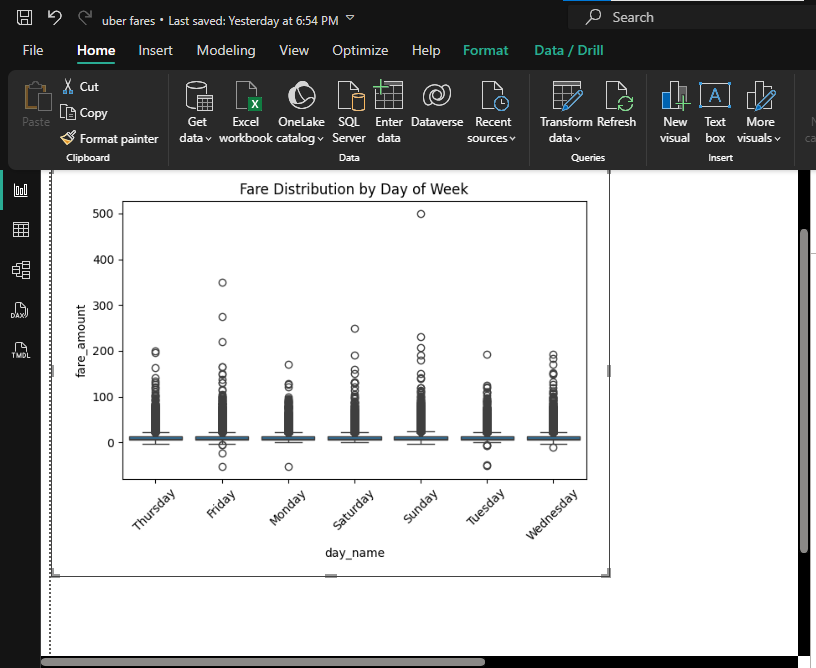 uber fares • Last saved: Yesterday at 6:54 PM
Search
File Home Insert Modeling View Optimize Help Format Data / Drill
Paste
Cut
Copy
Format painter
Clipboard
Get data
Excel workbook
OneLake catalog
SQL Server
Enter data
Dataverse
Recent sources
Data
Transform data
Refresh
Queries
New visual
A
Text box
More visuals
Insert
DAX
TMDL
Fare Distribution by Day of Week
500
400
300
200
100
0
fare_amount
Thursday
Friday
Monday
Saturday
Sunday
Tuesday
Wednesday
day_name